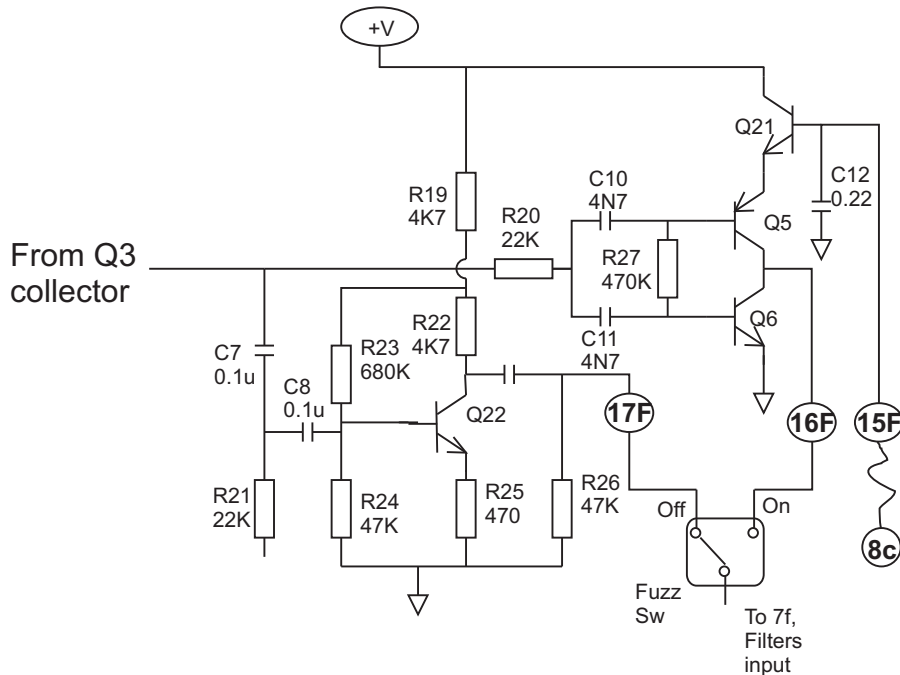 +V
Q21
C12
0.22
R19
4K7
C10
4N7
R20
22K
Q5
R27
470K
From Q3
collector
R22
4K7
Q6
C11
4N7
C7
0.1u
R23
680K
C8
0.1u
Q22
17F
16F
15F
R21
22K
R24
47K
R25
470
R26
47K
Off
On
8c
Fuzz
Sw
To 7f,
Filters
input